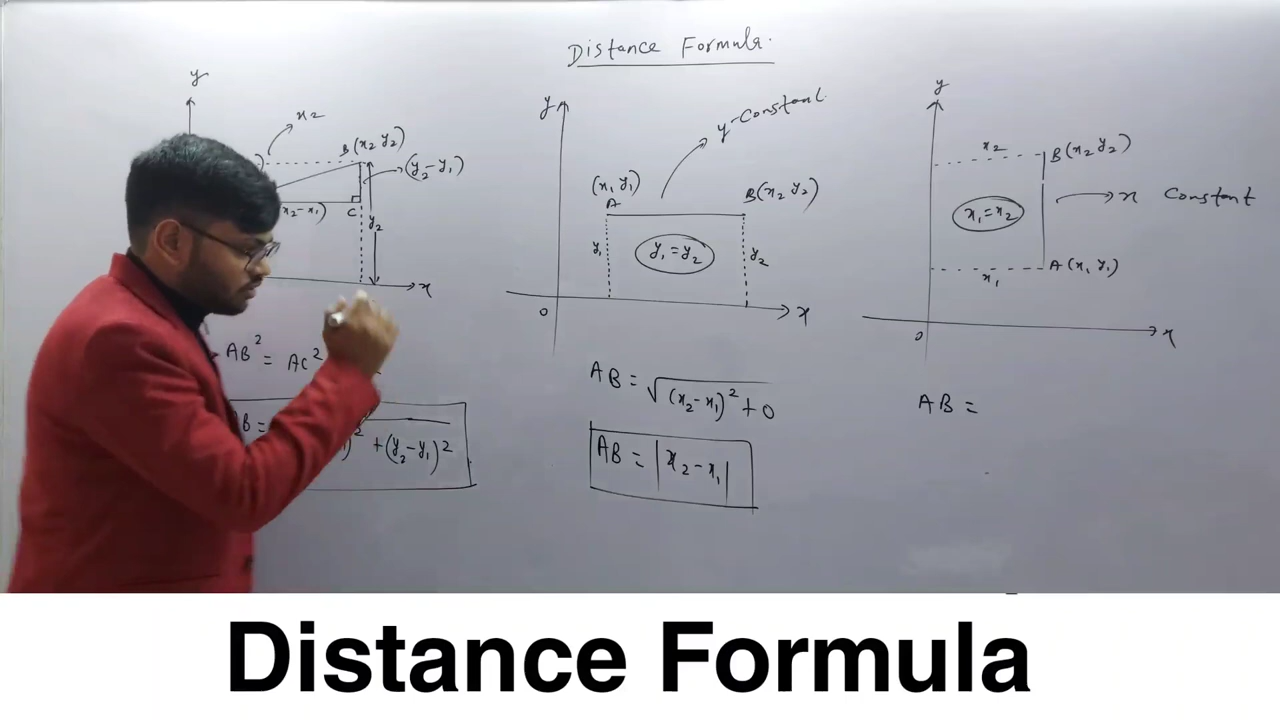 Distance Formula.
y
x2
B(x2 y2)
(y2-y1)
x2-x1)
C
y2
x
AB² = AC²
B =
)² + (y2-y1)²
y
y-Constant
(x1 y1)
A
B(x2 y2)
y1
y1 = y2
y2
0
x
AB = √(x2-x1)² + 0
AB = |x2-x1|
y
x2
B(x2 y2)
x1 = x2
x Constant
x1
A(x1 y1)
0
x
AB =
Distance Formula